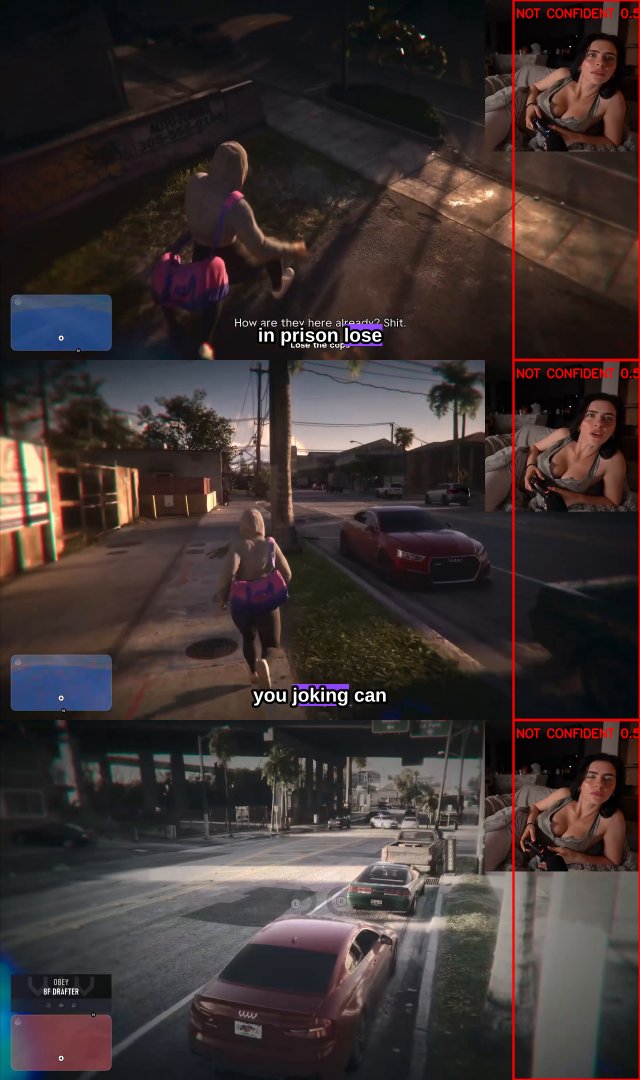 NOT CONFIDENT 0.5
How are they here already? Shit.
in prison lose
Lose the cops
NOT CONFIDENT 0.5
you joking can
NOT CONFIDENT 0.5
OBEY
8F DRAFTER